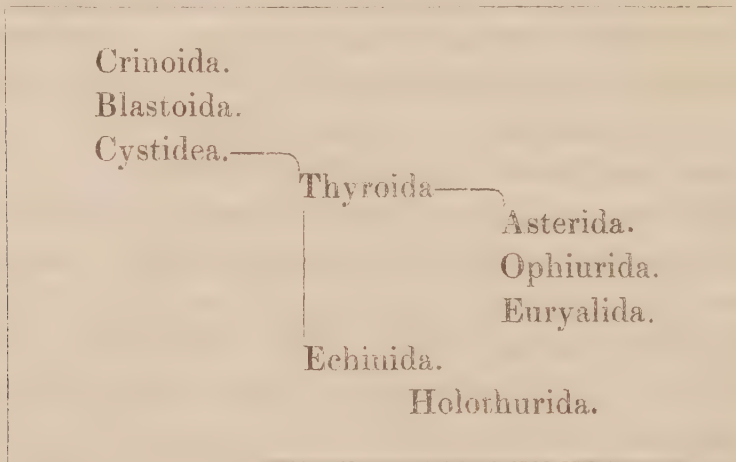 Crinoida.
Blastoida.
Cystidea.
Thyroida
Asterida.
Ophiurida.
Euryalida.
Echinida.
Holothurida.